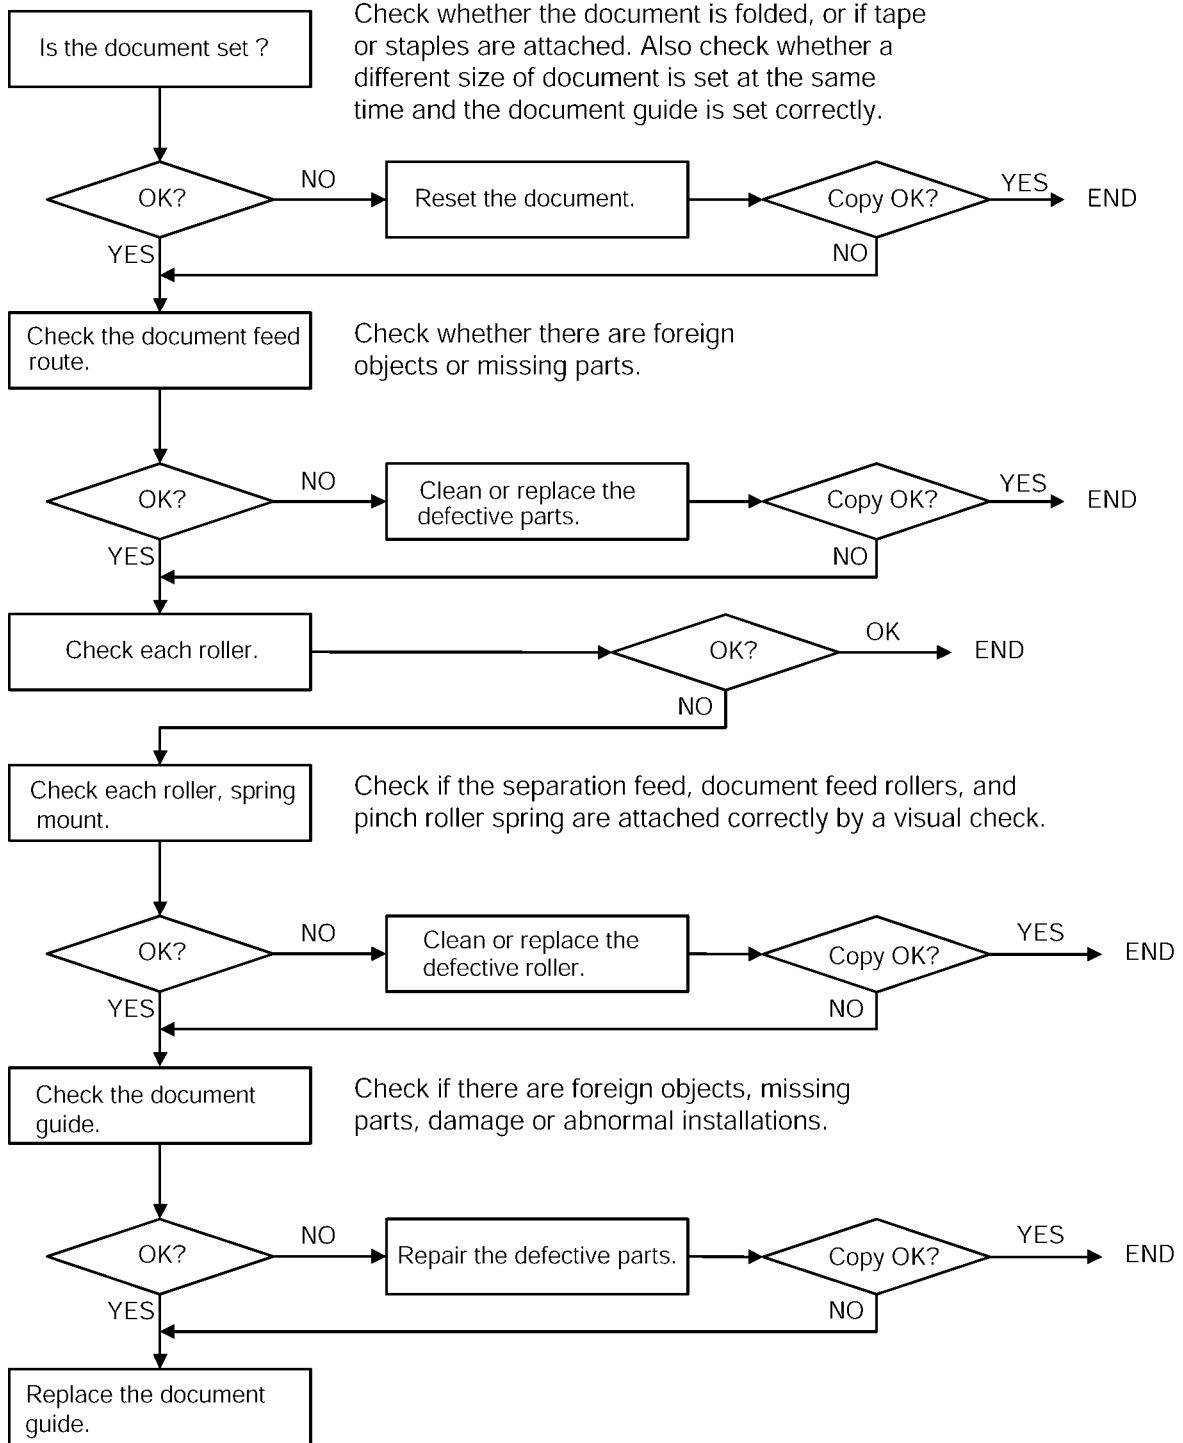 Is the document set ?
Check whether the document is folded, or if tape
or staples are attached. Also check whether a
different size of document is set at the same
time and the document guide is set correctly.
OK?
NO
Reset the document.
Copy OK?
YES
END
YES
NO
Check the document feed
route.
Check whether there are foreign
objects or missing parts.
OK?
NO
Clean or replace the
defective parts.
Copy OK?
YES
END
YES
NO
Check each roller.
OK?
OK
END
NO
Check each roller, spring
mount.
Check if the separation feed, document feed rollers, and
pinch roller spring are attached correctly by a visual check.
OK?
NO
Clean or replace the
defective roller.
Copy OK?
YES
END
YES
NO
Check the document
guide.
Check if there are foreign objects, missing
parts, damage or abnormal installations.
OK?
NO
Repair the defective parts.
Copy OK?
YES
END
YES
NO
Replace the document
guide.